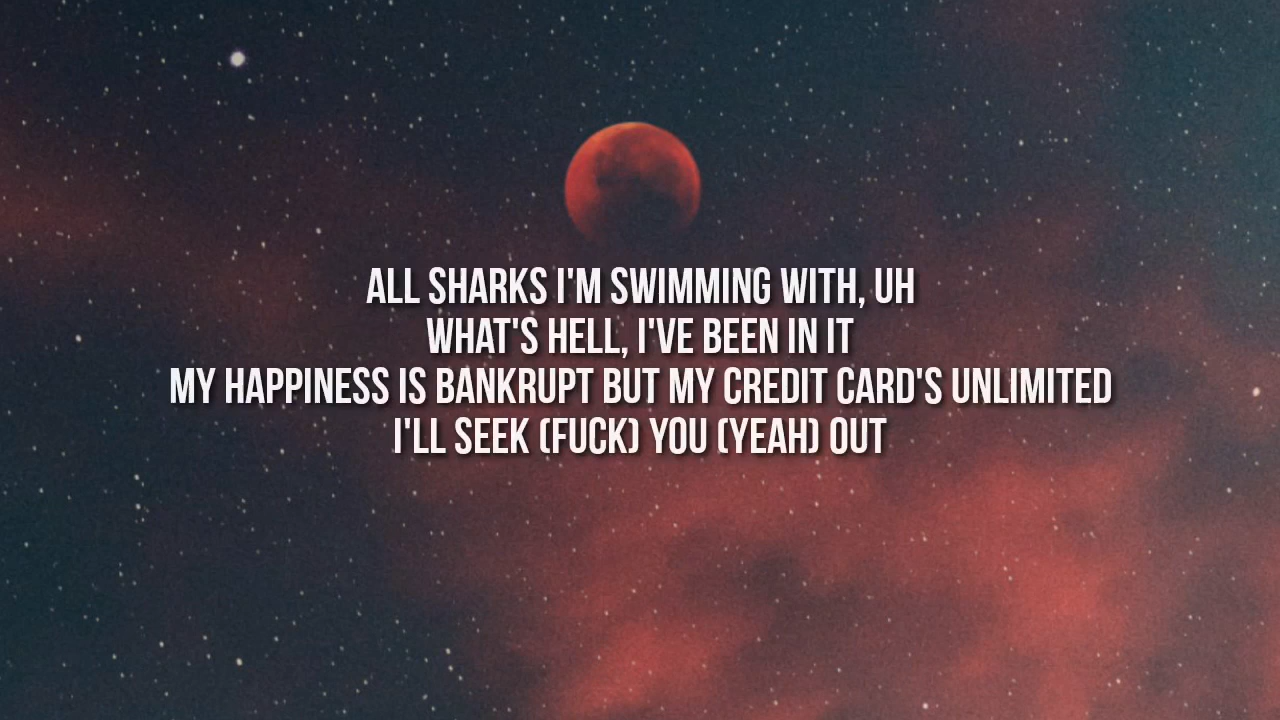 ALL SHARKS I'M SWIMMING WITH, UH
WHAT'S HELL, I'VE BEEN IN IT
MY HAPPINESS IS BANKRUPT BUT MY CREDIT CARD'S UNLIMITED
I'LL SEEK (FUCK) YOU (YEAH) OUT